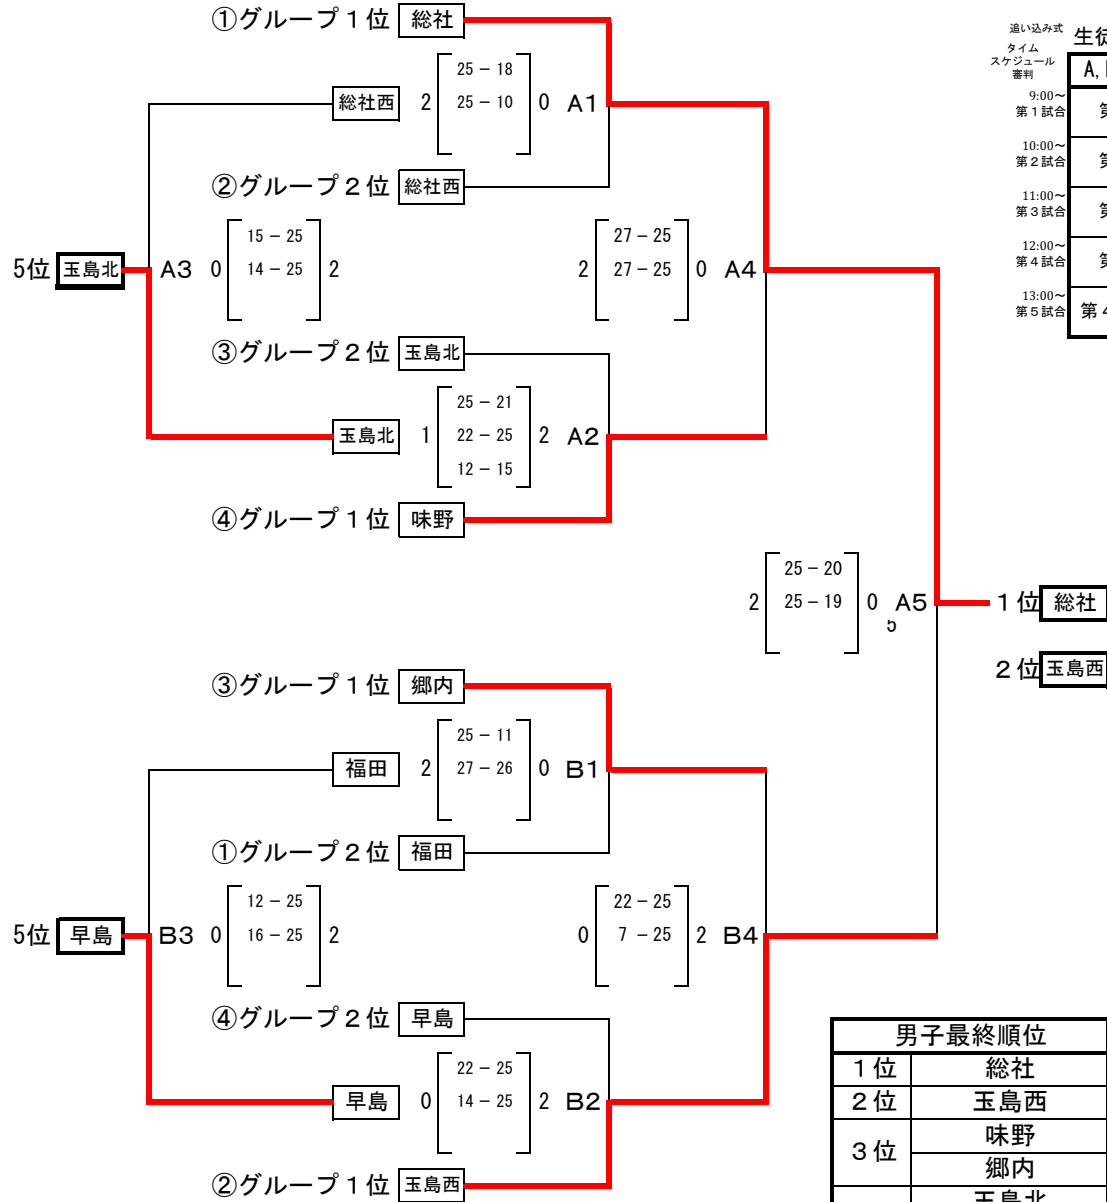 ①グループ１位 総社
25 − 18
総社西 2 25 − 10 0 A1
②グループ２位 総社西
15 − 25
5位 玉島北 A3 0 14 − 25 2
27 − 25
2 27 − 25 0 A4
③グループ２位 玉島北
25 − 21
玉島北 1 22 − 25 2 A2
12 − 15
④グループ１位 味野
25 − 20
2 25 − 19 0 A5
1位 総社
2位 玉島西
③グループ１位 郷内
25 − 11
福田 2 27 − 26 0 B1
①グループ２位 福田
12 − 25
5位 早島 B3 0 16 − 25 2
22 − 25
0 7 − 25 2 B4
④グループ２位 早島
22 − 25
早島 0 14 − 25 2 B2
②グループ１位 玉島西
追い込み式
タイム
スケジュール
審判
生徒
A,
9:00～
第１試合
10:00～
第２試合
11:00～
第３試合
12:00～
第４試合
13:00～
第５試合
第
第
第
第
第４
男子最終順位
１位 総社
２位 玉島西
３位 味野
郷内
玉島北